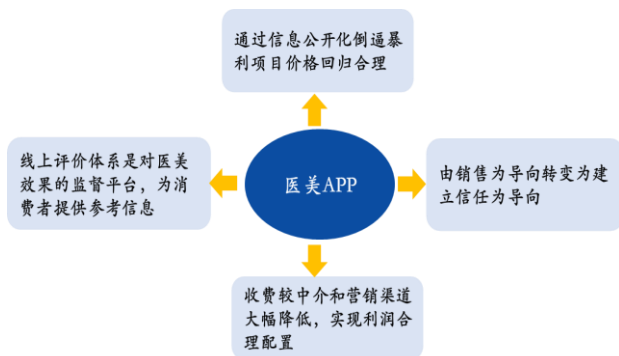 通过信息公开化倒逼暴
利项目价格回归合理
线上评价体系是对医美
效果的监督平台，为消
费者提供参考信息
医美APP
由销售为导向转变为建
立信任为导向
收费较中介和营销渠道
大幅降低，实现利润合
理配置